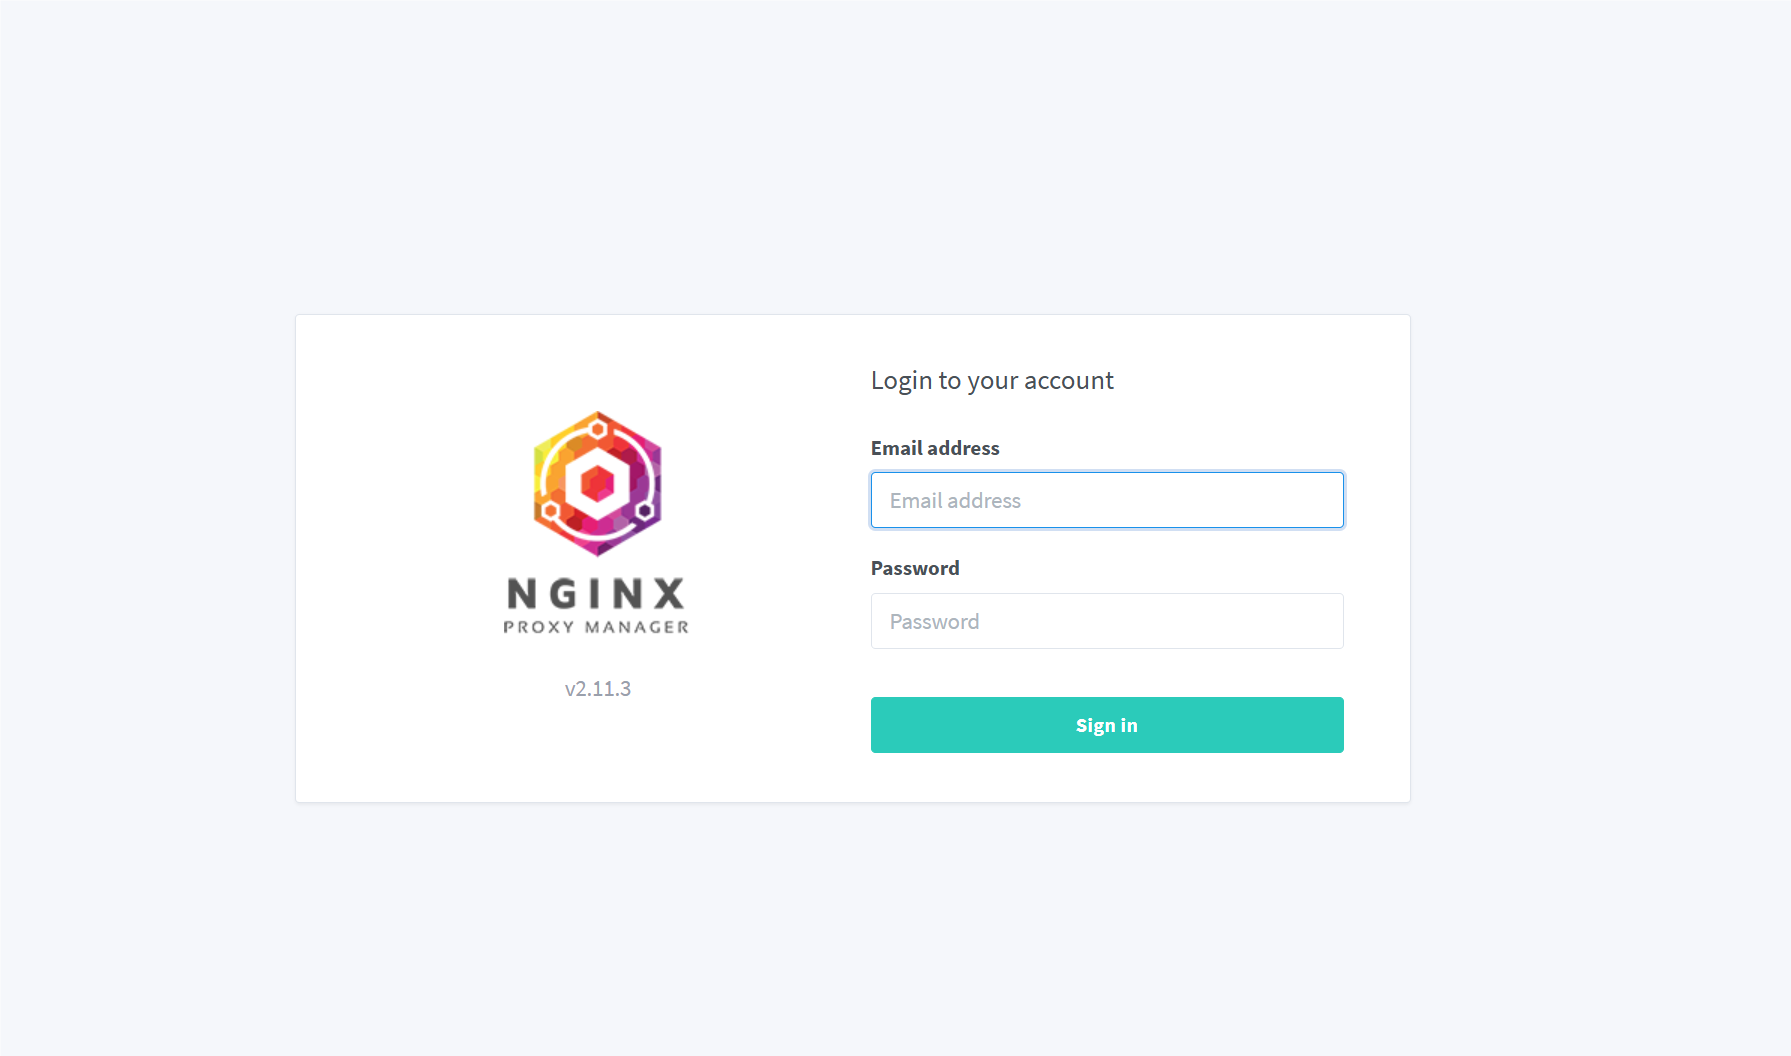 NGINX
PROXY MANAGER
v2.11.3
Login to your account
Email address
Email address
Password
Password
Sign in